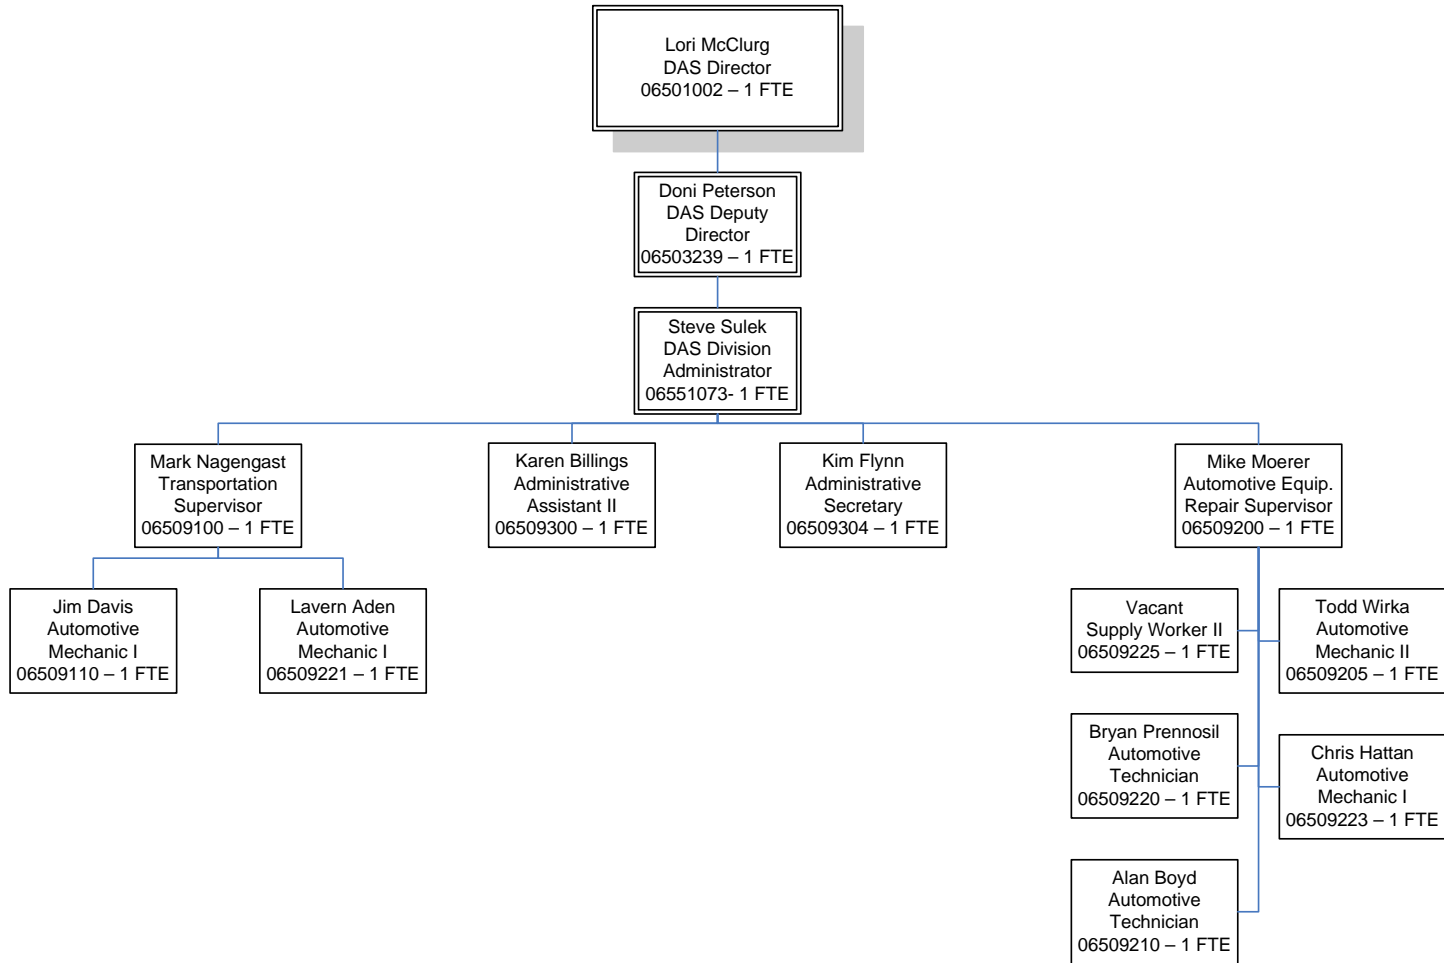 Lori McClurg
DAS Director
06501002 – 1 FTE
Doni Peterson
DAS Deputy
Director
06503239 – 1 FTE
Steve Sulek
DAS Division
Administrator
06551073- 1 FTE
Mark Nagengast
Transportation
Supervisor
06509100 – 1 FTE
Karen Billings
Administrative
Assistant II
06509300 – 1 FTE
Kim Flynn
Administrative
Secretary
06509304 – 1 FTE
Mike Moerer
Automotive Equip.
Repair Supervisor
06509200 – 1 FTE
Jim Davis
Automotive
Mechanic I
06509110 – 1 FTE
Lavern Aden
Automotive
Mechanic I
06509221 – 1 FTE
Vacant
Supply Worker II
06509225 – 1 FTE
Todd Wirka
Automotive
Mechanic II
06509205 – 1 FTE
Bryan Prennosil
Automotive
Technician
06509220 – 1 FTE
Chris Hattan
Automotive
Mechanic I
06509223 – 1 FTE
Alan Boyd
Automotive
Technician
06509210 – 1 FTE